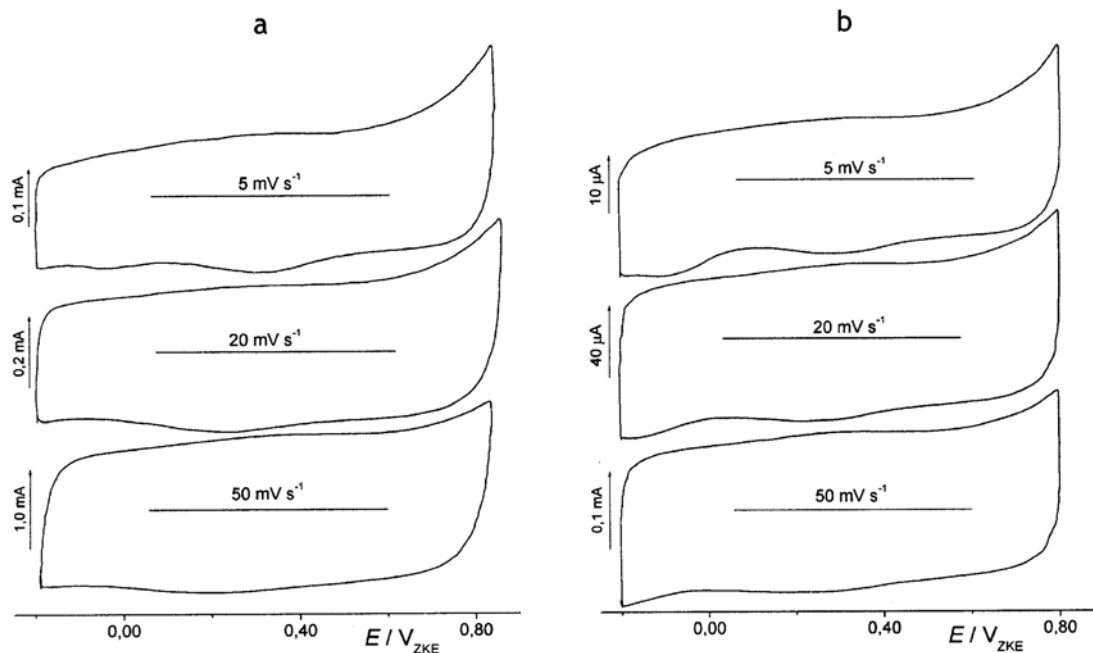 a
5 mV s⁻¹
0,1 mA
20 mV s⁻¹
0,2 mA
50 mV s⁻¹
1,0 mA
0,00
0,40
0,80
E / V_ZKE
b
5 mV s⁻¹
10 µA
20 mV s⁻¹
40 µA
50 mV s⁻¹
0,1 mA
0,00
0,40
0,80
E / V_ZKE